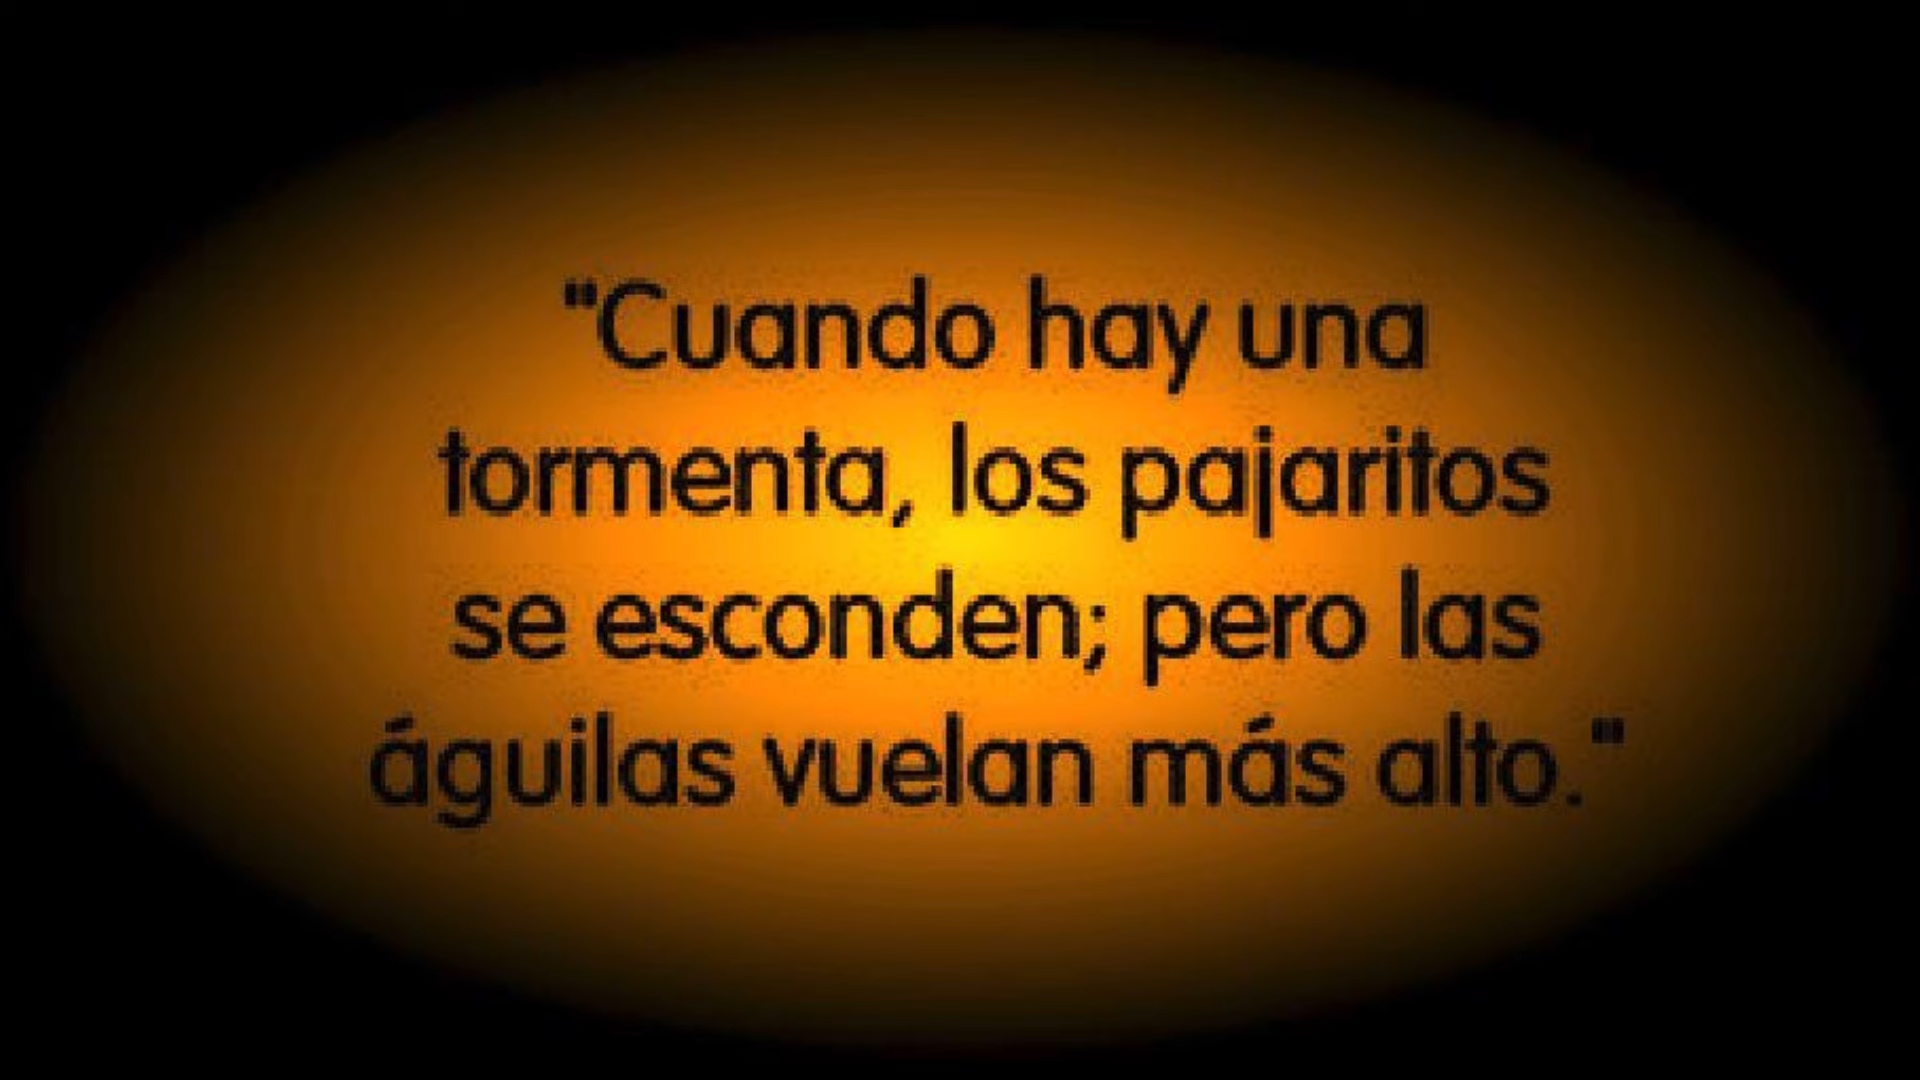 "Cuando hay una
tormenta, los pajaritos
se esconden; pero las
águilas vuelan más alto."